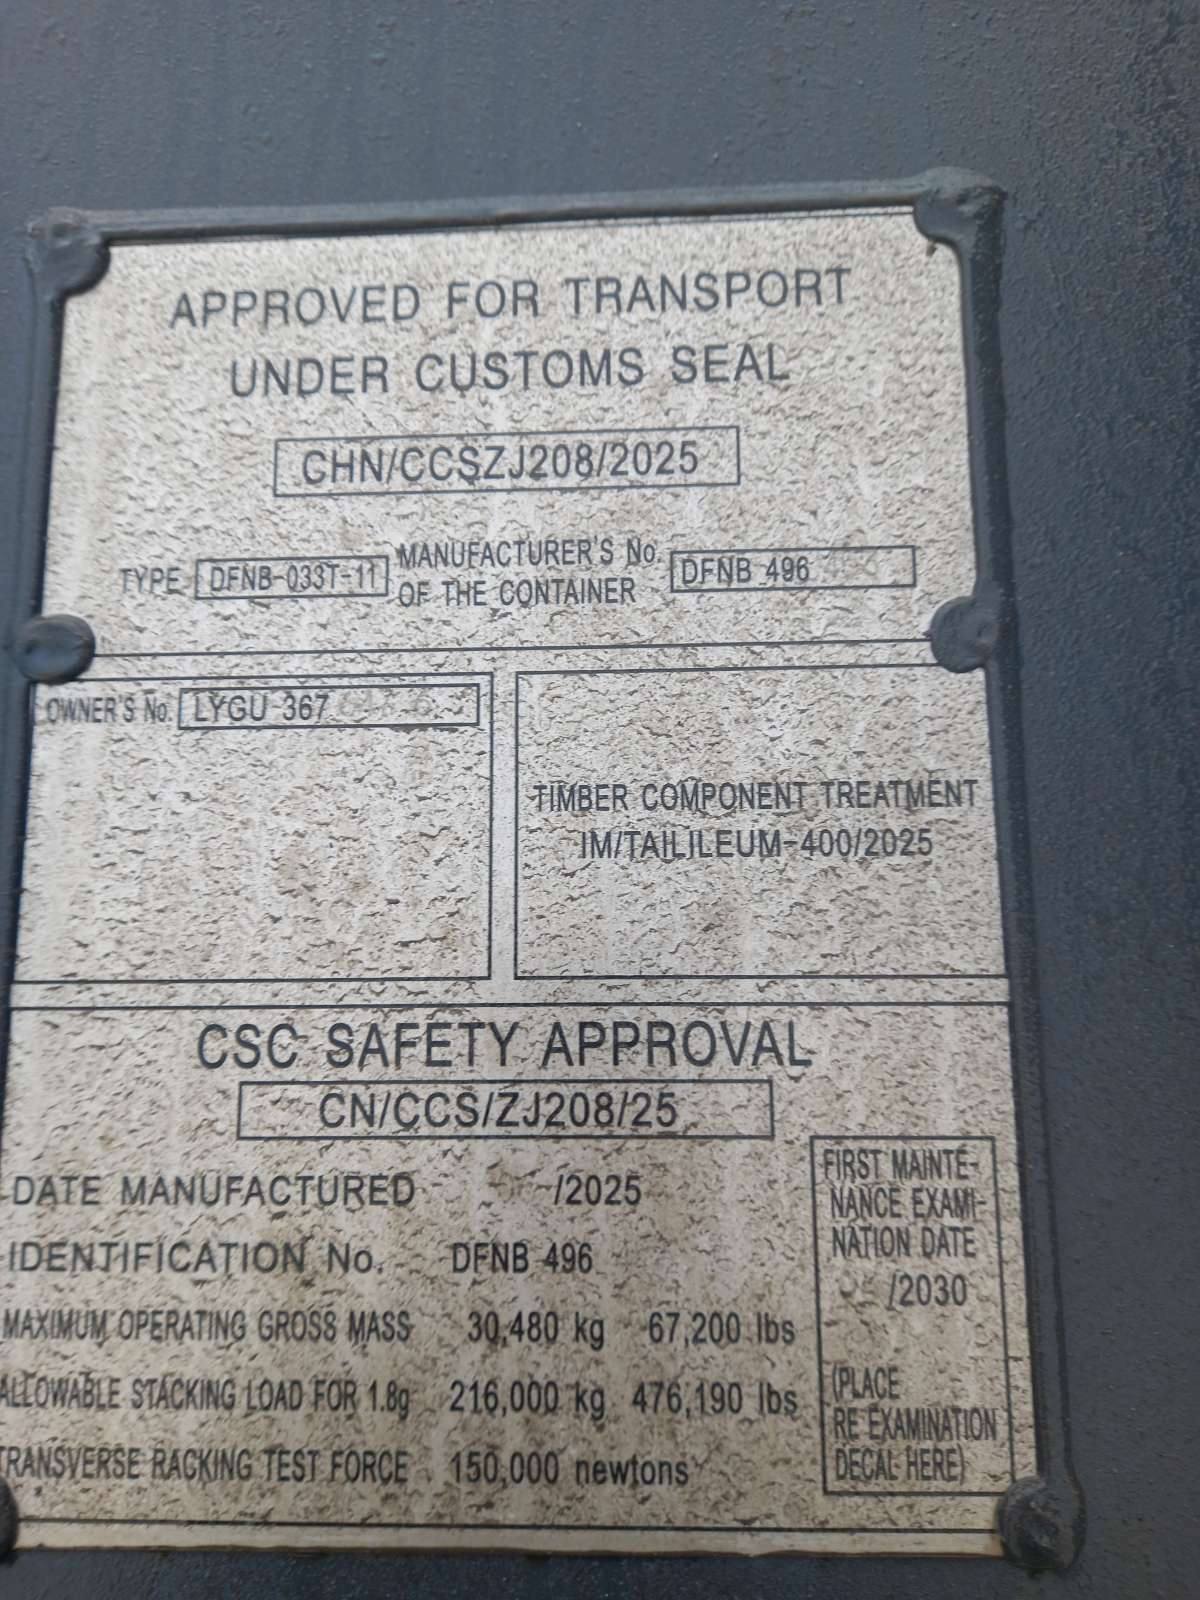 APPROVED FOR TRANSPORT
UNDER CUSTOMS SEAL
CHN/CCSZJ208/2025
TYPE DFNB-033T-11 MANUFACTURER'S No. OF THE CONTAINER DFNB 496
OWNER'S No. LYGU 367
TIMBER COMPONENT TREATMENT
IM/TAILILEUM-400/2025
CSC SAFETY APPROVAL
CN/CCS/ZJ208/25
DATE MANUFACTURED /2025
IDENTIFICATION No. DFNB 496
MAXIMUM OPERATING GROSS MASS 30,480 kg 67,200 lbs
ALLOWABLE STACKING LOAD FOR 1.8g 216,000 kg 476,190 lbs
TRANSVERSE RACKING TEST FORCE 150,000 newtons
FIRST MAINTE-
NANCE EXAMI-
NATION DATE
/2030
(PLACE
RE EXAMINATION
DECAL HERE)